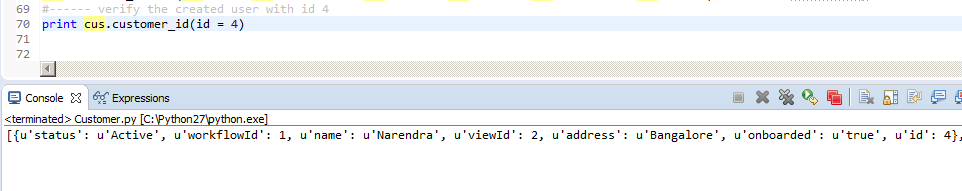 69 #------ verify the created user with id 4
70 print cus.customer_id(id = 4)
71
72
Console Expressions
<terminated> Customer.py [C:\Python27\python.exe]
[{u'status': u'Active', u'workflowId': 1, u'name': u'Narendra', u'viewId': 2, u'address': u'Bangalore', u'onboarded': u'true', u'id': 4},